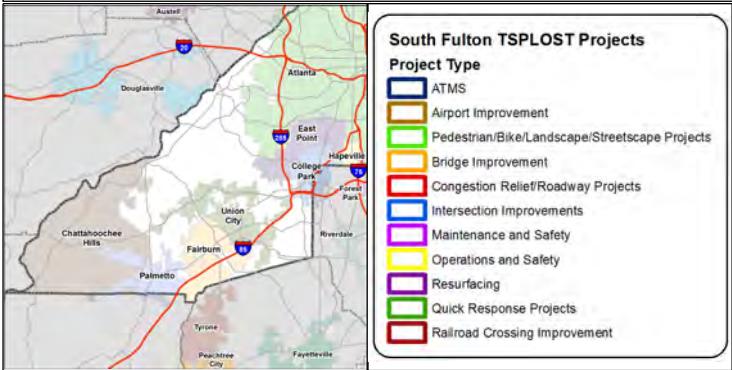 Austell
20
Douglasville
Atlanta
285
East
Point
College
Park
Hapeville
75
Forest
Park
Union
City
Chattahoochee
Hills
Riverdale
Fairburn
85
Palmetto
Tyrone
Peachtree
City
Fayetteville
South Fulton TSPLOST Projects
Project Type
ATMS
Airport Improvement
Pedestrian/Bike/Landscape/Streetscape Projects
Bridge Improvement
Congestion Relief/Roadway Projects
Intersection Improvements
Maintenance and Safety
Operations and Safety
Resurfacing
Quick Response Projects
Railroad Crossing Improvement